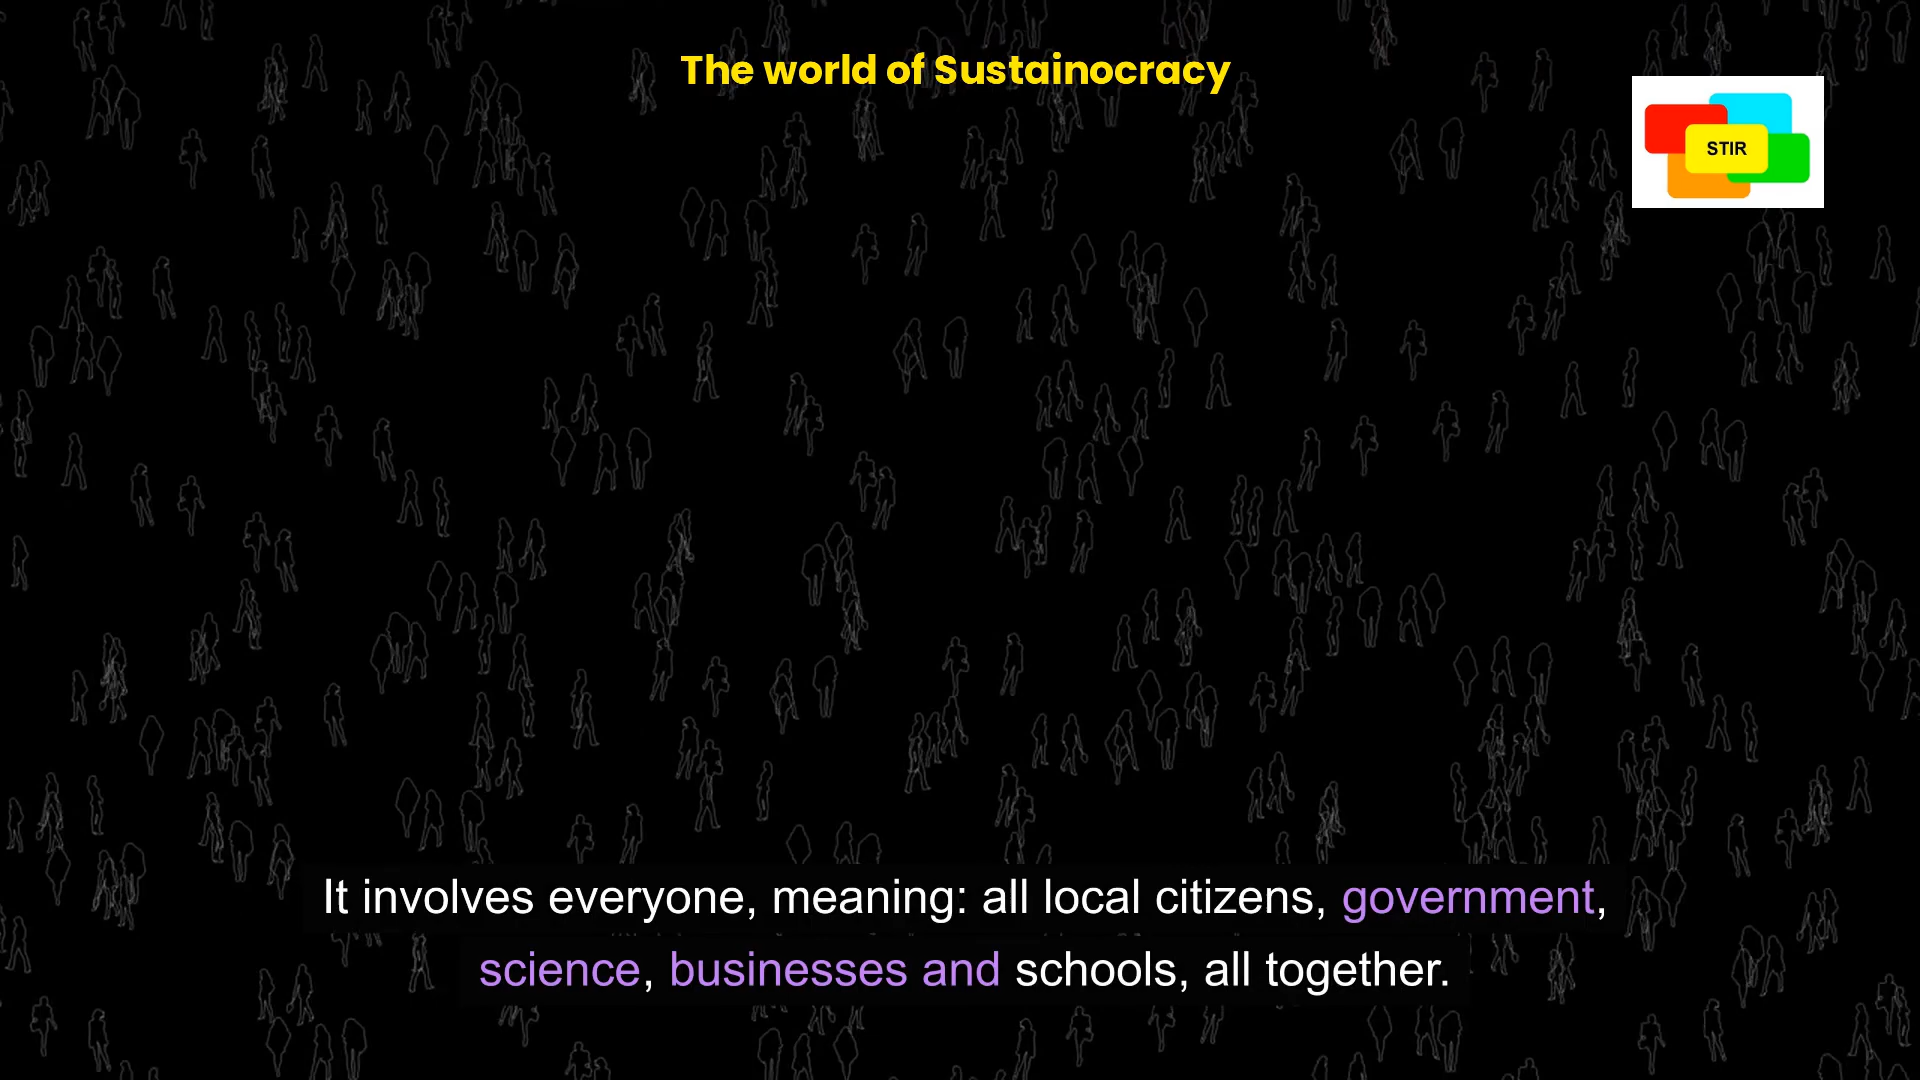 The world of Sustainocracy
STIR
It involves everyone, meaning: all local citizens, government,
science, businesses and schools, all together.